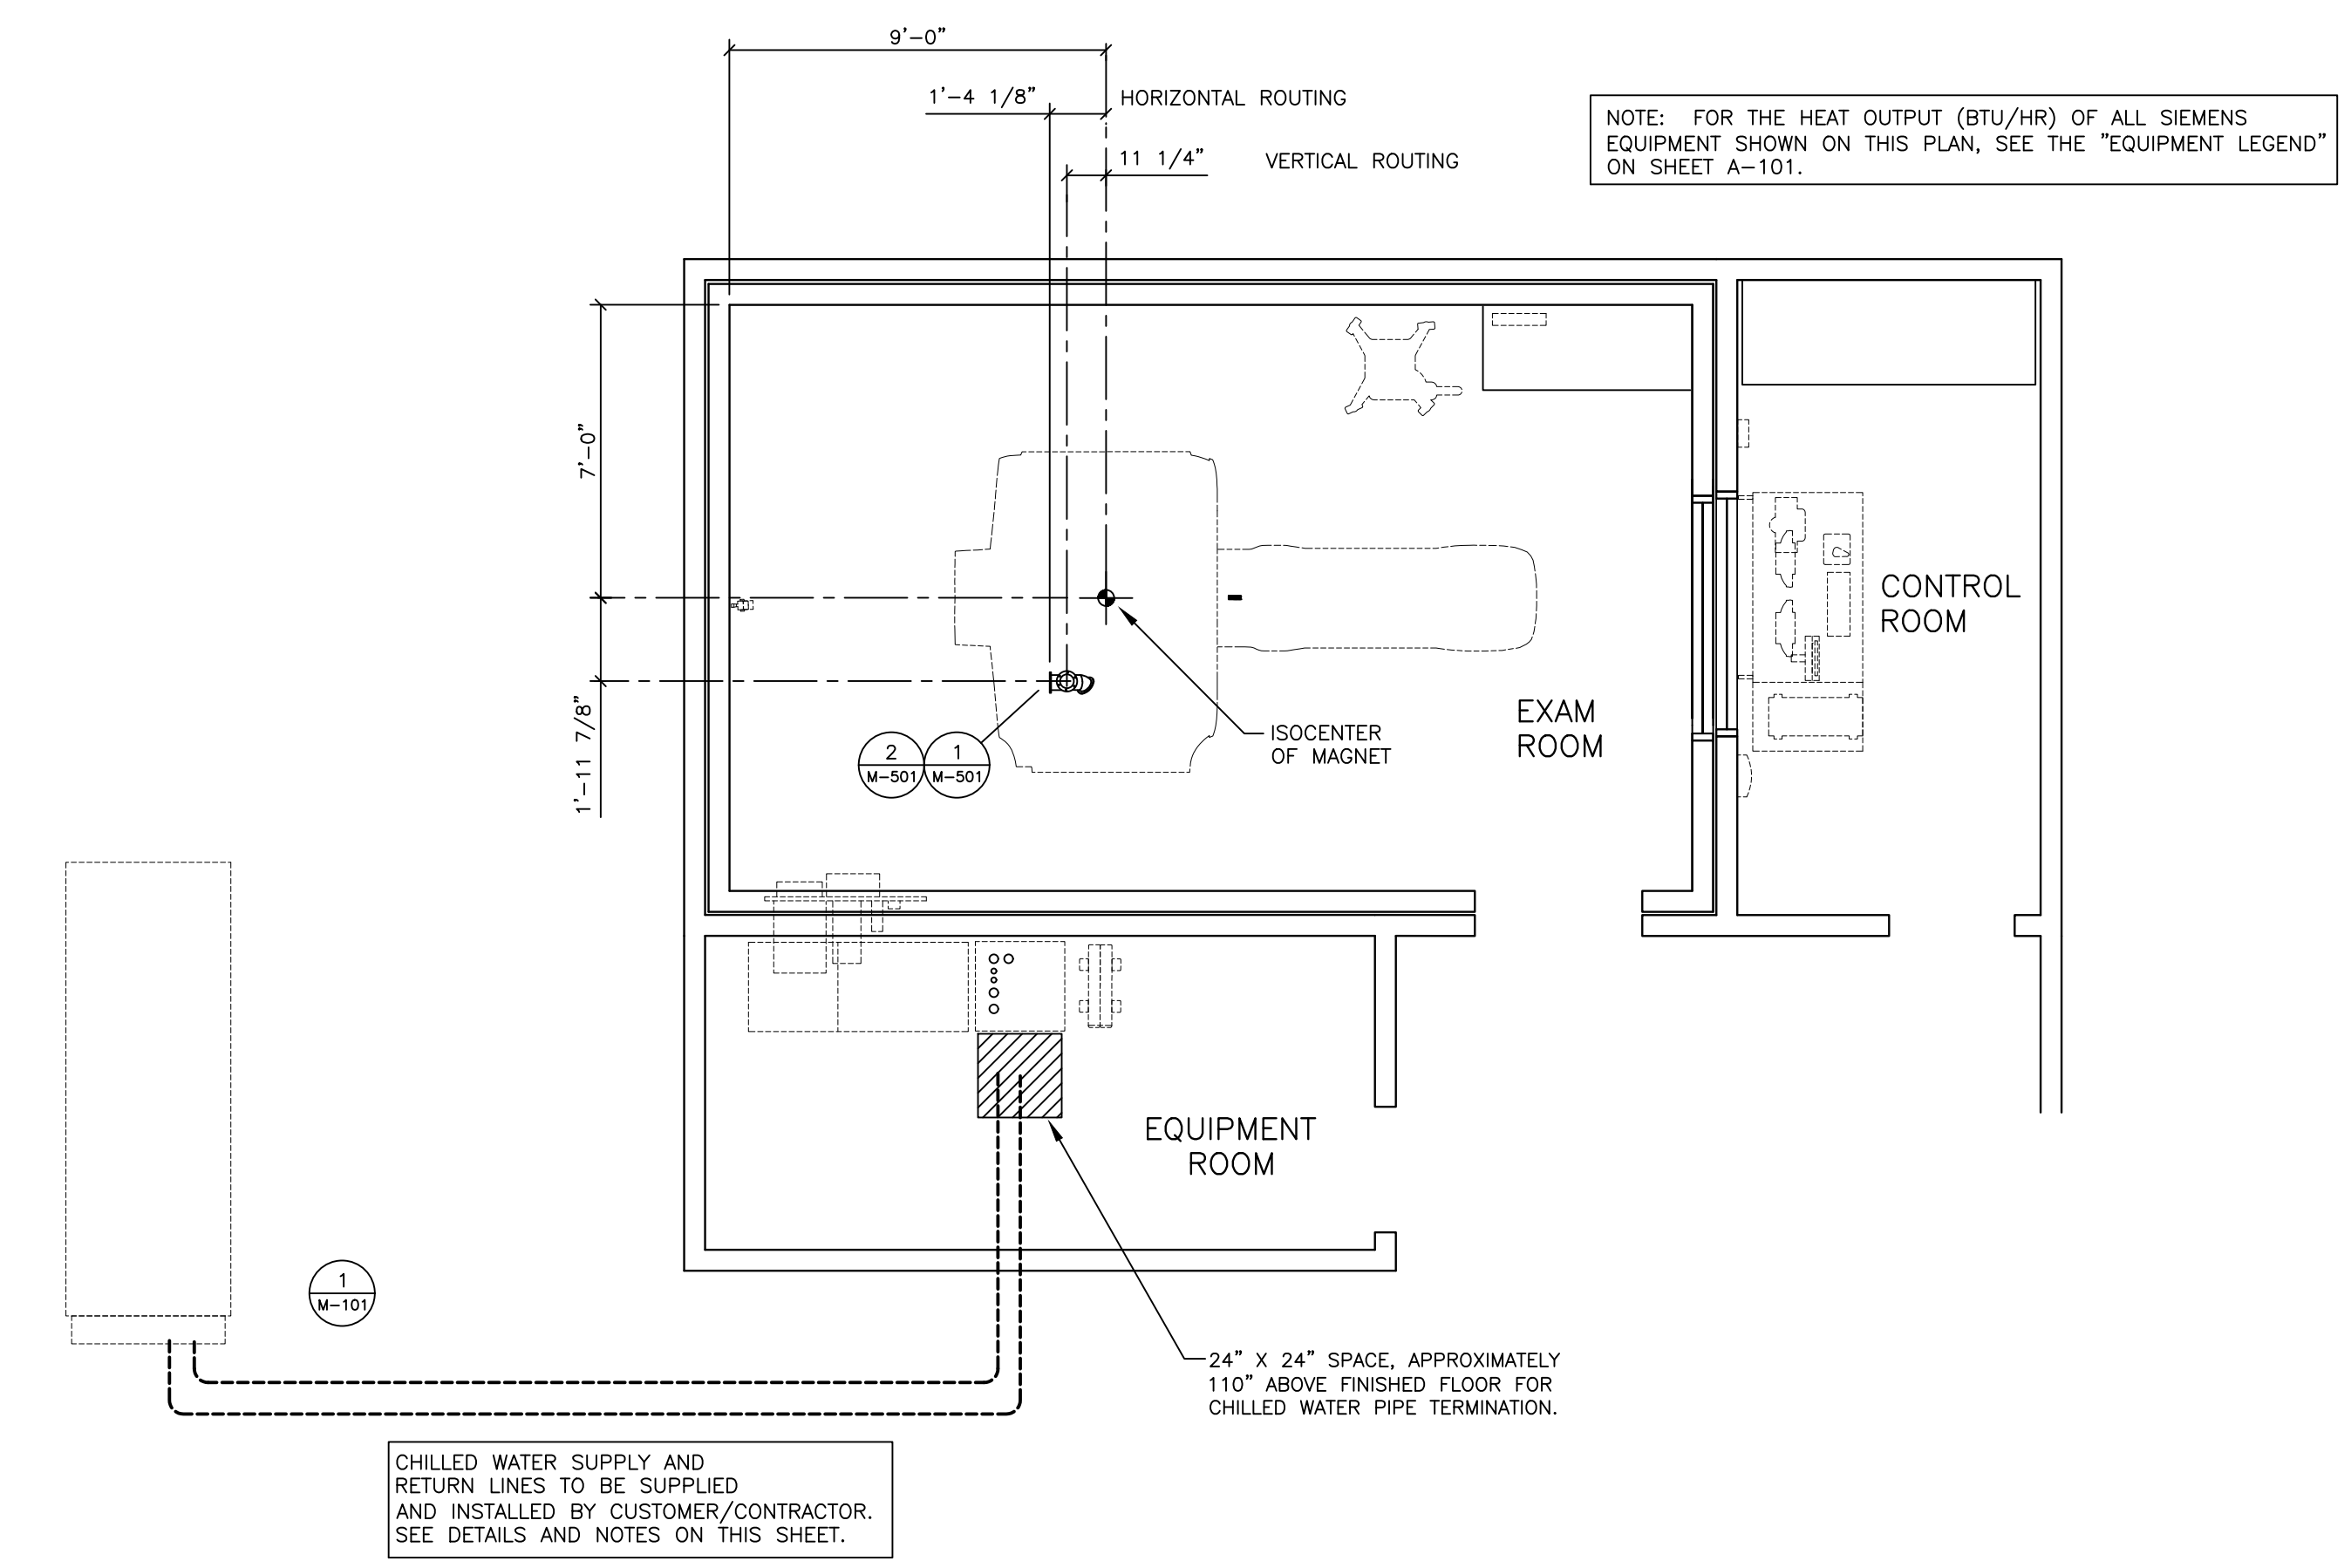 9'-0"
1'-4 1/8"
HORIZONTAL ROUTING
11 1/4"
VERTICAL ROUTING
NOTE: FOR THE HEAT OUTPUT (BTU/HR) OF ALL SIEMENS
EQUIPMENT SHOWN ON THIS PLAN, SEE THE "EQUIPMENT LEGEND"
ON SHEET A-101.
7'-0"
1'-11 7/8"
CONTROL
ROOM
EXAM
ROOM
ISOCENTER
OF MAGNET
2
M-501
1
M-501
EQUIPMENT
ROOM
1
M-101
24" X 24" SPACE, APPROXIMATELY
110" ABOVE FINISHED FLOOR FOR
CHILLED WATER PIPE TERMINATION.
CHILLED WATER SUPPLY AND
RETURN LINES TO BE SUPPLIED
AND INSTALLED BY CUSTOMER/CONTRACTOR.
SEE DETAILS AND NOTES ON THIS SHEET.